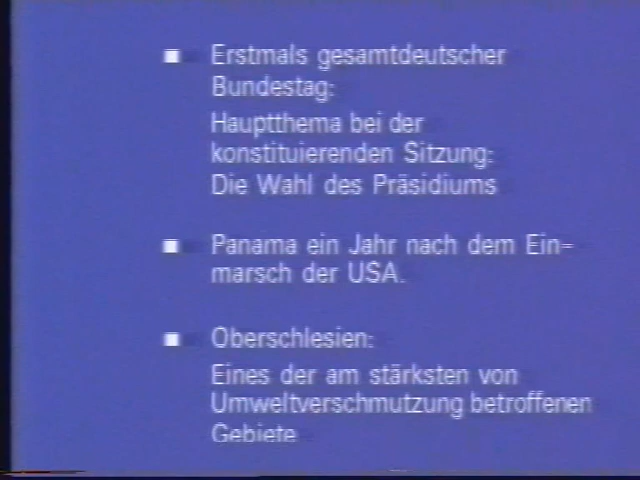 Erstmals gesamtdeutscher
Bundestag:
Hauptthema bei der
konstituierenden Sitzung:
Die Wahl des Präsidiums
Panama ein Jahr nach dem Ein-
marsch der USA.
Oberschlesien:
Eines der am stärksten von
Umweltverschmutzung betroffenen
Gebiete